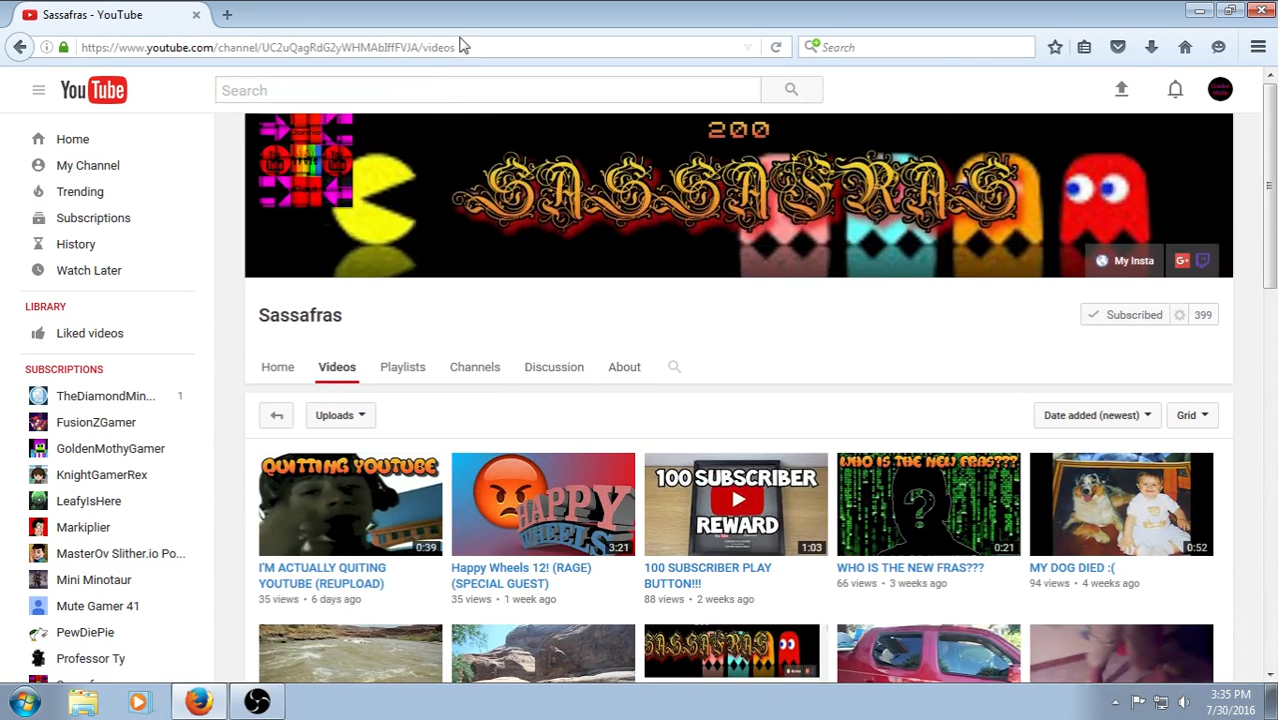 Sassafras - YouTube
https://www.youtube.com/channel/UC2uQagRdG2yWHMAbIffFVJA/videos
Search
YouTube
Search
200
SASSAFRAS
My Insta
Home
My Channel
Trending
Subscriptions
History
Watch Later
LIBRARY
Liked videos
SUBSCRIPTIONS
TheDiamondMin... 1
FusionZGamer
GoldenMothyGamer
KnightGamerRex
LeafyIsHere
Markiplier
MasterOv Slither.io Po...
Mini Minotaur
Mute Gamer 41
PewDiePie
Professor Ty
Sassafras
Subscribed 399
Home Videos Playlists Channels Discussion About
Uploads Date added (newest) Grid
QUITTING YOUTUBE
0:39
I'M ACTUALLY QUITING
YOUTUBE (REUPLOAD)
35 views • 6 days ago
HAPPY
WHEELS
3:21
Happy Wheels 12! (RAGE)
(SPECIAL GUEST)
35 views • 1 week ago
100 SUBSCRIBER
REWARD
1:03
100 SUBSCRIBER PLAY
BUTTON!!!
88 views • 2 weeks ago
WHO IS THE NEW FRAS???
0:21
WHO IS THE NEW FRAS???
66 views • 3 weeks ago
0:52
MY DOG DIED :(
94 views • 4 weeks ago
SASSAFRAS
3:35 PM
7/30/2016